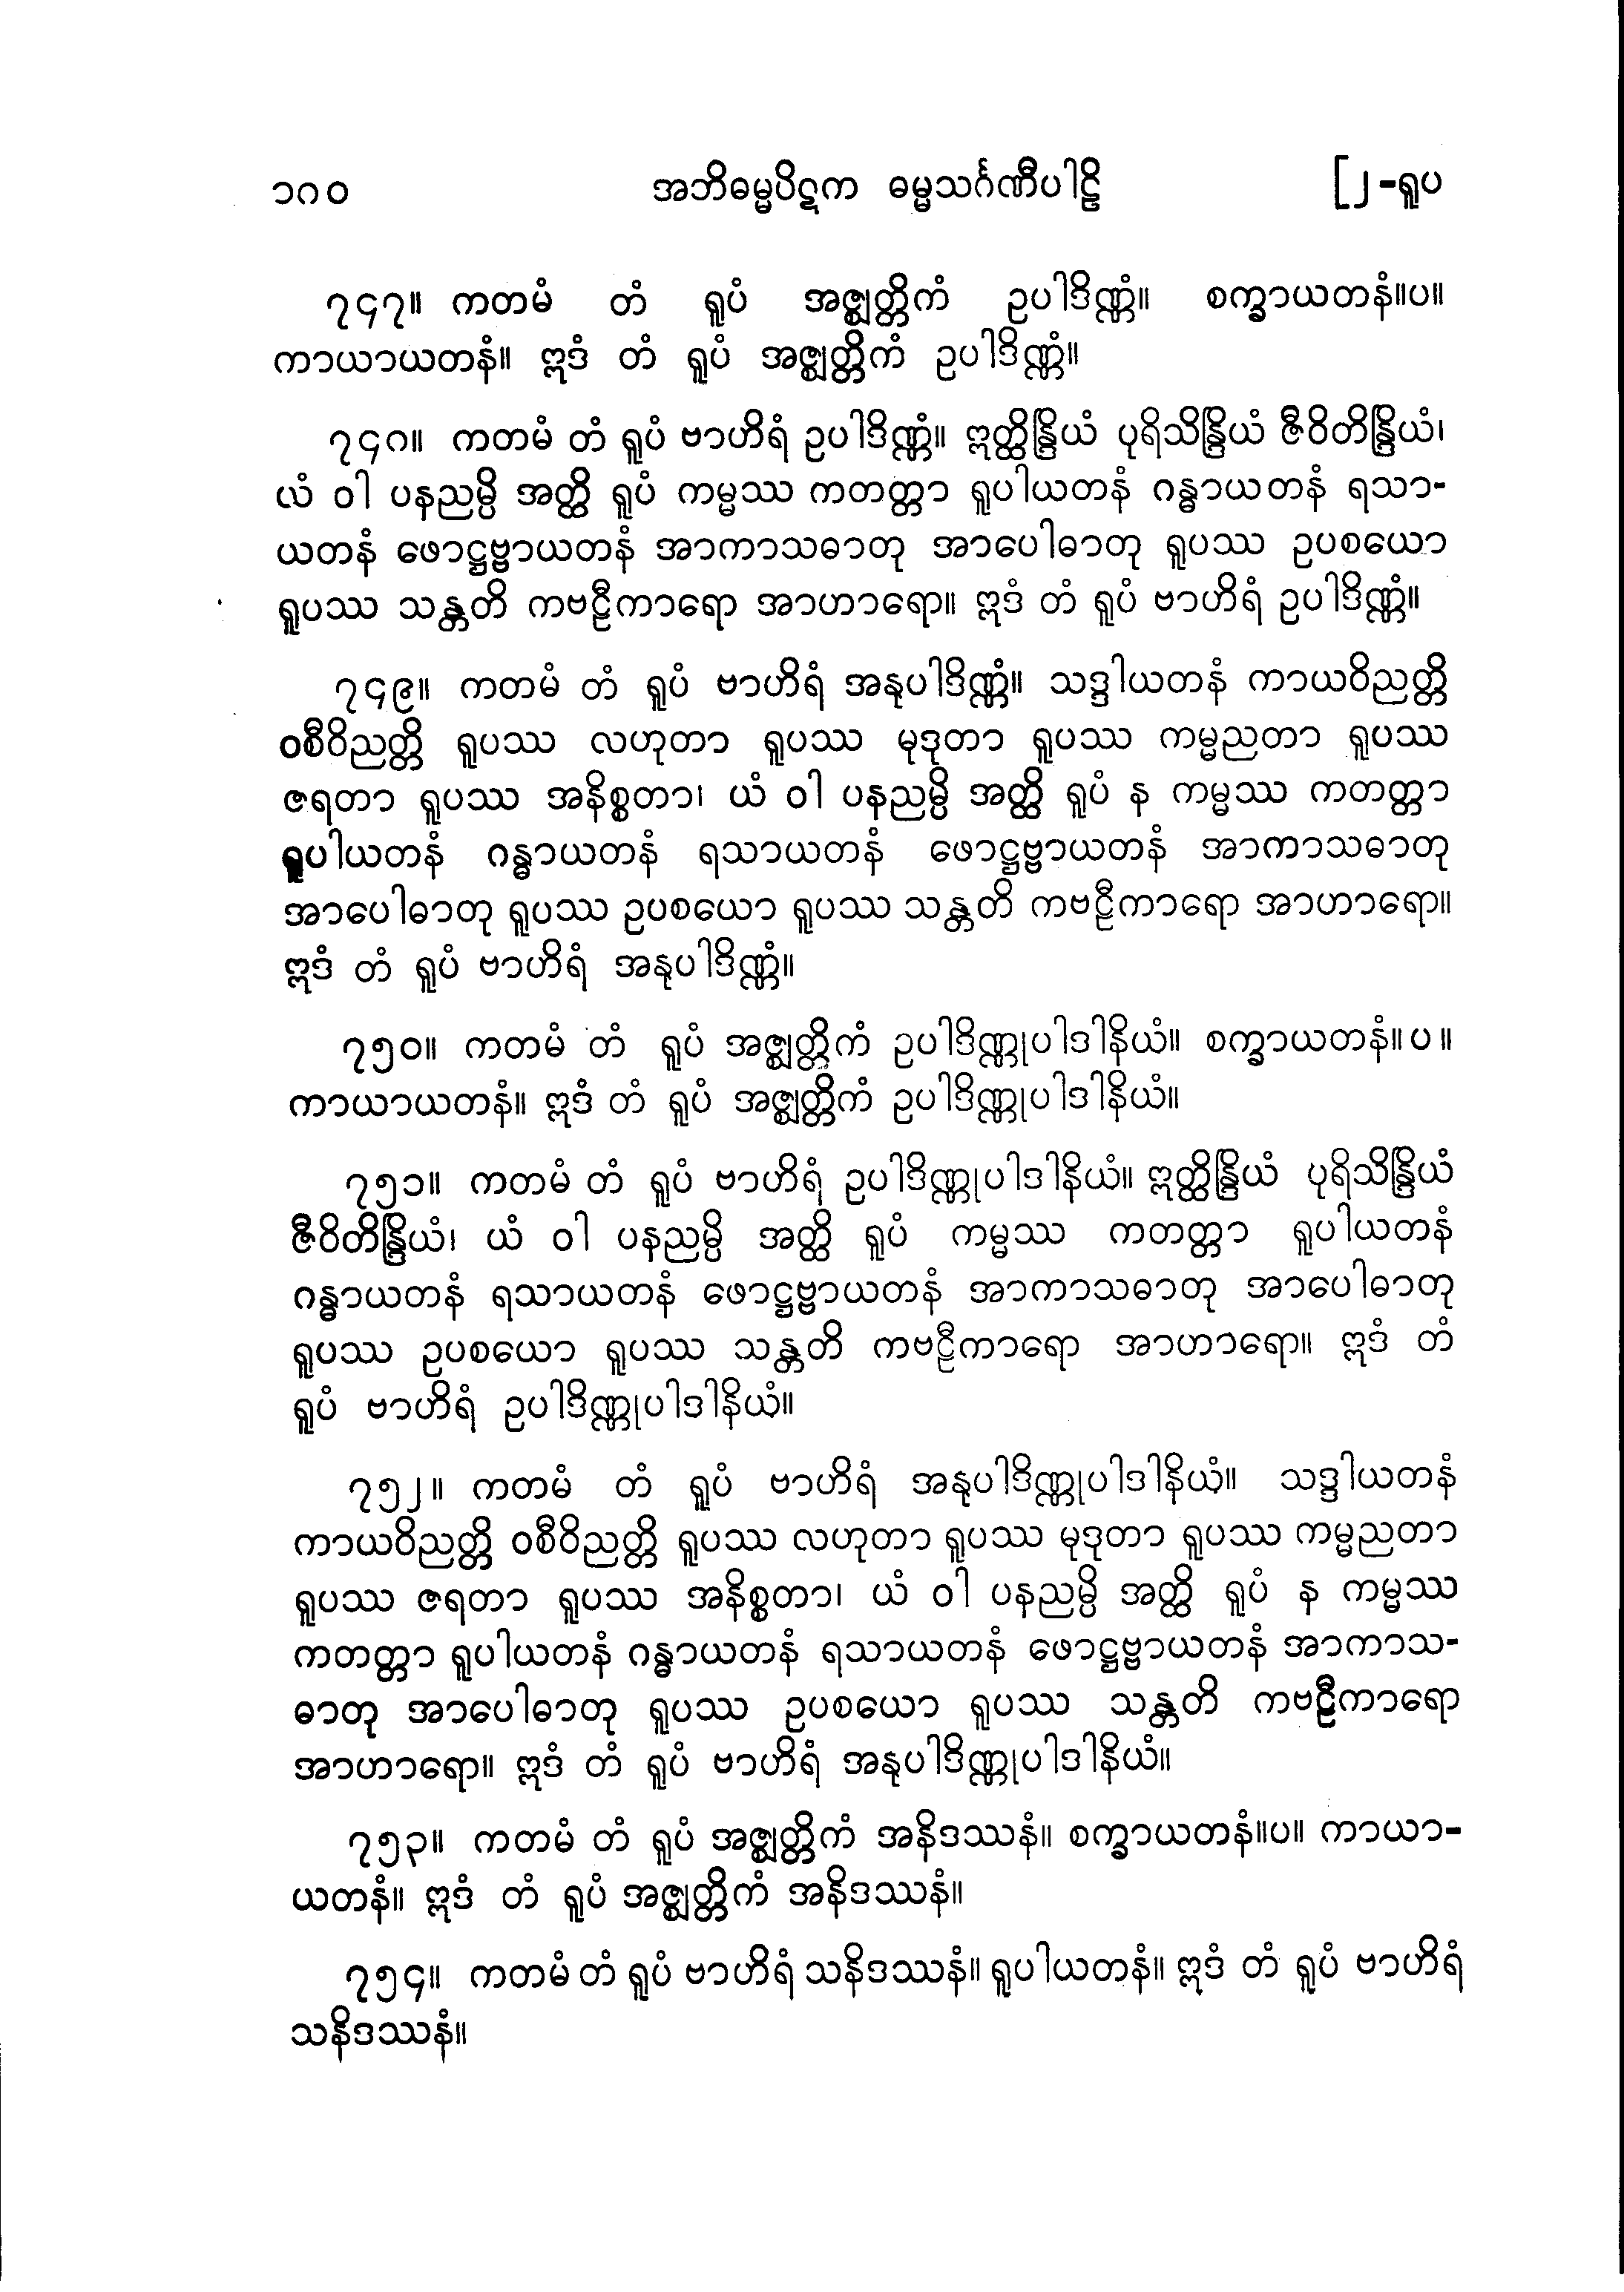 ၁၈၀ အဘိဓမ္မပိဋက ဓမ္မသင်္ဂဏီပါဠိ [၂-ရူပ
၇၄၇။ ကတမံ တံ ရူပံ အဇ္ဈတ္တိကံ ဥပါဒိဏ္ဏံ။ စက္ခာယတနံ။ပ။
ကာယာယတနံ။ ဣဒံ တံ ရူပံ အဇ္ဈတ္တိကံ ဥပါဒိဏ္ဏံ။
၇၄၈။ ကတမံ တံ ရူပံ ဗာဟိရံ ဥပါဒိဏ္ဏံ။ ဣတ္ထိန္ဒြိယံ ပုရိသိန္ဒြိယံ ဇီဝိတိန္ဒြိယံ၊
ယံ ဝါ ပနညမ္ပိ အတ္ထိ ရူပံ ကမ္မဿ ကတတ္တာ ရူပါယတနံ ဂန္ဓာယတနံ ရသာ-
ယတနံ ဖောဋ္ဌဗ္ဗာယတနံ အာကာသဓာတု အာပေါဓာတု ရူပဿ ဥပစယော
ရူပဿ သန္တတိ ကဗဠီကာရော အာဟာရော။ ဣဒံ တံ ရူပံ ဗာဟိရံ ဥပါဒိဏ္ဏံ။
၇၄၉။ ကတမံ တံ ရူပံ ဗာဟိရံ အနုပါဒိဏ္ဏံ။ သဒ္ဒါယတနံ ကာယဝိညတ္တိ
ဝစီဝိညတ္တိ ရူပဿ လဟုတာ ရူပဿ မုဒုတာ ရူပဿ ကမ္မညတာ ရူပဿ
ဇရတာ ရူပဿ အနိစ္စတာ၊ ယံ ဝါ ပနညမ္ပိ အတ္ထိ ရူပံ န ကမ္မဿ ကတတ္တာ
ရူပါယတနံ ဂန္ဓာယတနံ ရသာယတနံ ဖောဋ္ဌဗ္ဗာယတနံ အာကာသဓာတု
အာပေါဓာတု ရူပဿ ဥပစယော ရူပဿ သန္တတိ ကဗဠီကာရော အာဟာရော။
ဣဒံ တံ ရူပံ ဗာဟိရံ အနုပါဒိဏ္ဏံ။
၇၅၀။ ကတမံ တံ ရူပံ အဇ္ဈတ္တိကံ ဥပါဒိဏ္ဏုပါဒါနိယံ။ စက္ခာယတနံ။ပ။
ကာယာယတနံ။ ဣဒံ တံ ရူပံ အဇ္ဈတ္တိကံ ဥပါဒိဏ္ဏုပါဒါနိယံ။
၇၅၁။ ကတမံ တံ ရူပံ ဗာဟိရံ ဥပါဒိဏ္ဏုပါဒါနိယံ။ ဣတ္ထိန္ဒြိယံ ပုရိသိန္ဒြိယံ
ဇီဝိတိန္ဒြိယံ၊ ယံ ဝါ ပနညမ္ပိ အတ္ထိ ရူပံ ကမ္မဿ ကတတ္တာ ရူပါယတနံ
ဂန္ဓာယတနံ ရသာယတနံ ဖောဋ္ဌဗ္ဗာယတနံ အာကာသဓာတု အာပေါဓာတု
ရူပဿ ဥပစယော ရူပဿ သန္တတိ ကဗဠီကာရော အာဟာရော။ ဣဒံ တံ
ရူပံ ဗာဟိရံ ဥပါဒိဏ္ဏုပါဒါနိယံ။
၇၅၂။ ကတမံ တံ ရူပံ ဗာဟိရံ အနုပါဒိဏ္ဏုပါဒါနိယံ။ သဒ္ဒါယတနံ
ကာယဝိညတ္တိ ဝစီဝိညတ္တိ ရူပဿ လဟုတာ ရူပဿ မုဒုတာ ရူပဿ ကမ္မညတာ
ရူပဿ ဇရတာ ရူပဿ အနိစ္စတာ၊ ယံ ဝါ ပနညမ္ပိ အတ္ထိ ရူပံ န ကမ္မဿ
ကတတ္တာ ရူပါယတနံ ဂန္ဓာယတနံ ရသာယတနံ ဖောဋ္ဌဗ္ဗာယတနံ အာကာသ-
ဓာတု အာပေါဓာတု ရူပဿ ဥပစယော ရူပဿ သန္တတိ ကဗဠီကာရော
အာဟာရော။ ဣဒံ တံ ရူပံ ဗာဟိရံ အနုပါဒိဏ္ဏုပါဒါနိယံ။
၇၅၃။ ကတမံ တံ ရူပံ အဇ္ဈတ္တိကံ အနိဒဿနံ။ စက္ခာယတနံ။ပ။ ကာယာ-
ယတနံ။ ဣဒံ တံ ရူပံ အဇ္ဈတ္တိကံ အနိဒဿနံ။
၇၅၄။ ကတမံ တံ ရူပံ ဗာဟိရံ သနိဒဿနံ။ ရူပါယတနံ။ ဣဒံ တံ ရူပံ ဗာဟိရံ
သနိဒဿနံ။